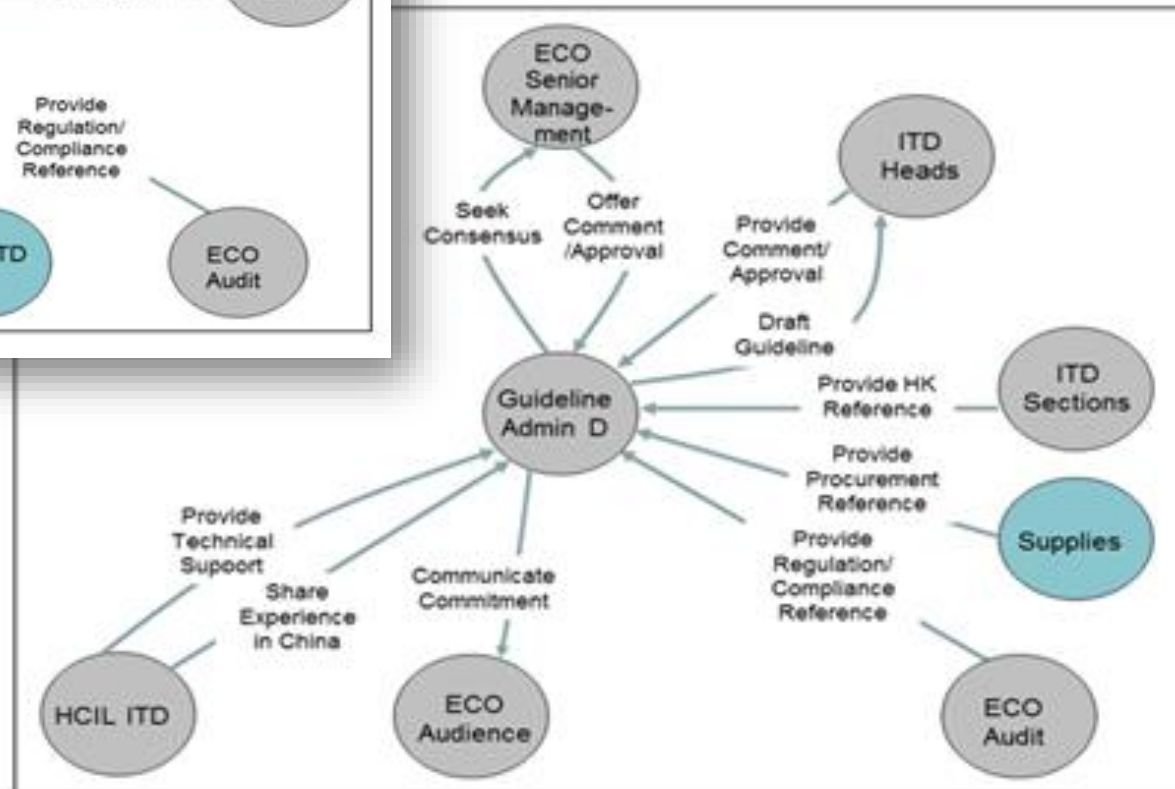 Provide
Regulation/
Compliance
Reference
TD
ECO
Audit
ECO
Senior
Manage-
ment
ITD
Heads
Seek
Consensus
Offer
Comment
/Approval
Provide
Comment/
Approval
Draft
Guideline
Guideline
Admin D
Provide HK
Reference
ITD
Sections
Provide
Procurement
Reference
Supplies
Provide
Regulation/
Compliance
Reference
Provide
Technical
Supoort
Share
Experience
in China
Communicate
Commitment
HCIL ITD
ECO
Audience
ECO
Audit